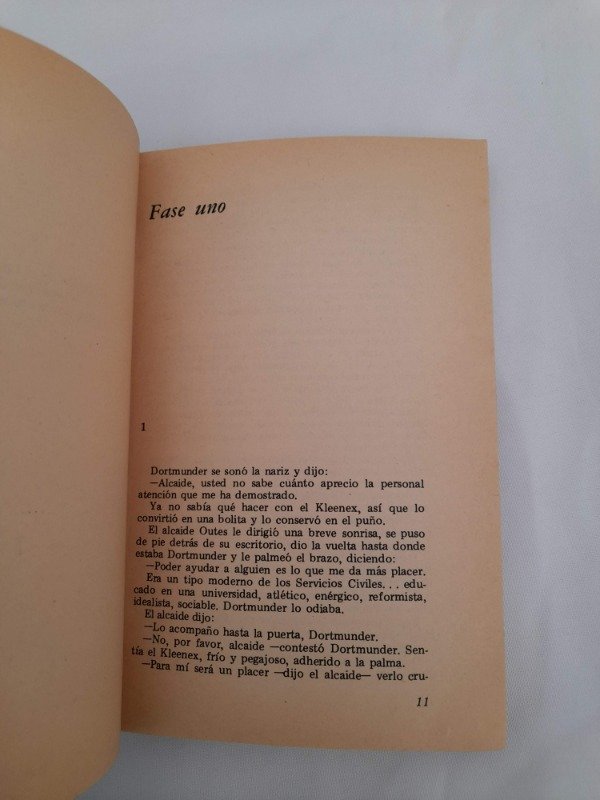 Fase uno
1
Dortmunder se sonó la nariz y dijo:
—Alcaide, usted no sabe cuánto aprecio la personal
atención que me ha demostrado.
Ya no sabía qué hacer con el Kleenex, así que lo
convirtió en una bolita y lo conservó en el puño.
El alcaide Outes le dirigió una breve sonrisa, se puso
de pie detrás de su escritorio, dio la vuelta hasta donde
estaba Dortmunder y le palmeó el brazo, diciendo:
—Poder ayudar a alguien es lo que me da más placer.
Era un tipo moderno de los Servicios Civiles. . . edu-
cado en una universidad, atlético, enérgico, reformista,
idealista, sociable. Dortmunder lo odiaba.
El alcaide dijo:
—Lo acompaño hasta la puerta, Dortmunder.
—No, por favor, alcaide —contestó Dortmunder. Sen-
tía el Kleenex, frío y pegajoso, adherido a la palma.
—Para mí será un placer —dijo el alcaide— verlo cru-
11